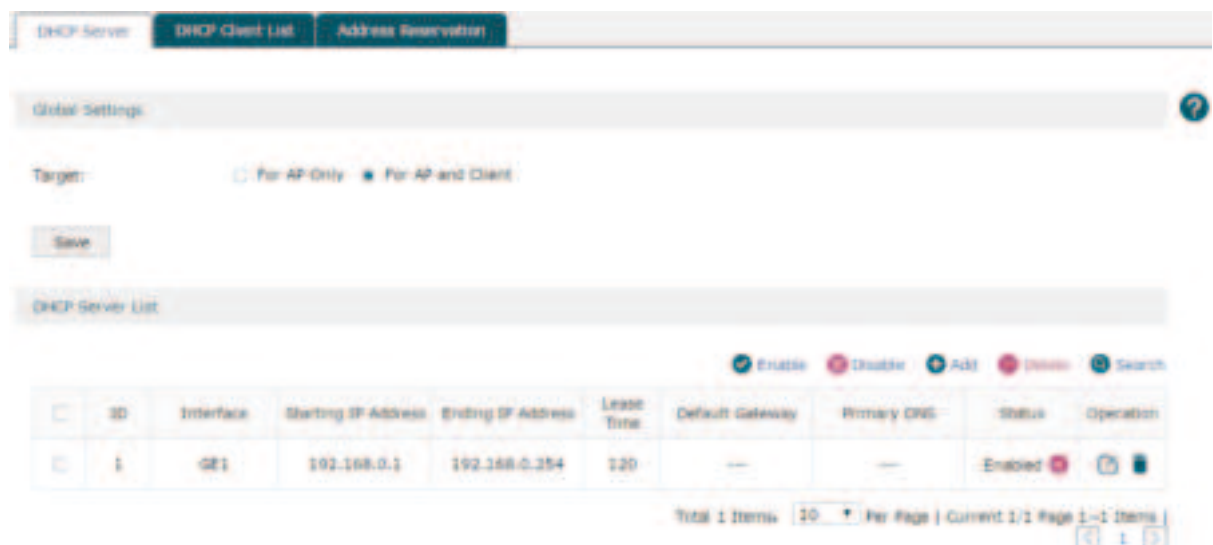 DHCP Server DHCP Client List Address Reservation
Global Settings
?
Target: For AP Only For AP and Client
Save
DHCP Server List
Enable Disable Add Delete Search
ID Interface Starting IP Address Ending IP Address Lease Time Default Gateway Primary DNS Status Operation
1 GE1 192.168.0.1 192.168.0.254 120 --- --- Enabled
Total 1 Items 10 Per Page | Current 1/1 Page 1~1 Items |
1